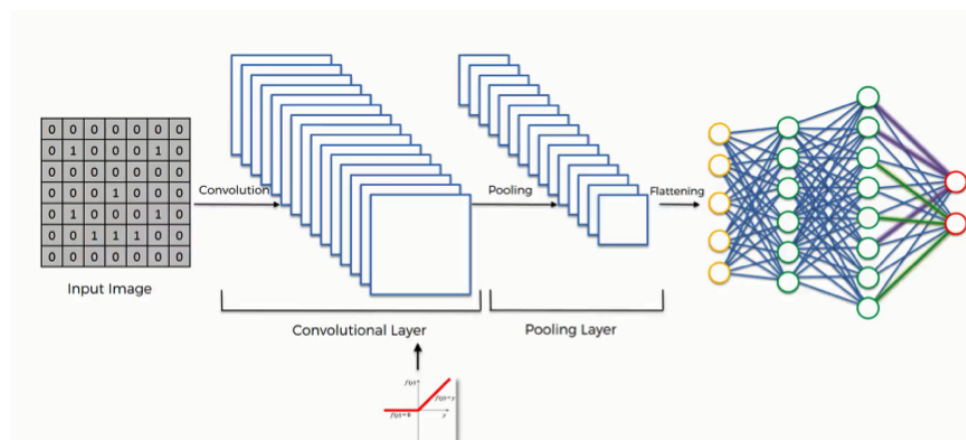 0 0 0 0 0 0 0
0 1 0 0 0 1 0
0 0 0 0 0 0 0
0 0 0 1 0 0 0
0 1 0 0 0 1 0
0 0 1 1 1 0 0
0 0 0 0 0 0 0
Input Image
Convolution
Pooling
Flattening
Convolutional Layer
Pooling Layer
f(y)
f(y)=y
f(y)=0
y